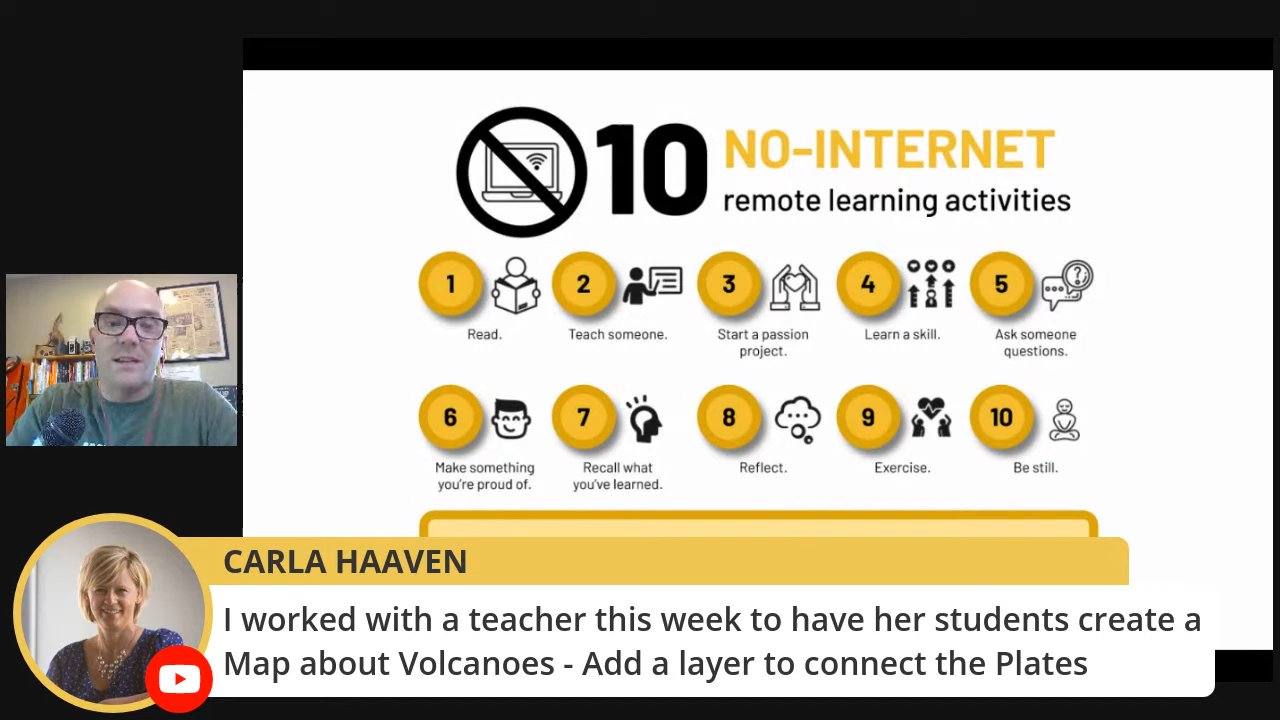 10 NO-INTERNET
remote learning activities
1 2 3 4 5
Read. Teach someone. Start a passion project. Learn a skill. Ask someone questions.
6 7 8 9 10
Make something you're proud of. Recall what you've learned. Reflect. Exercise. Be still.
CARLA HAAVEN
I worked with a teacher this week to have her students create a
Map about Volcanoes - Add a layer to connect the Plates